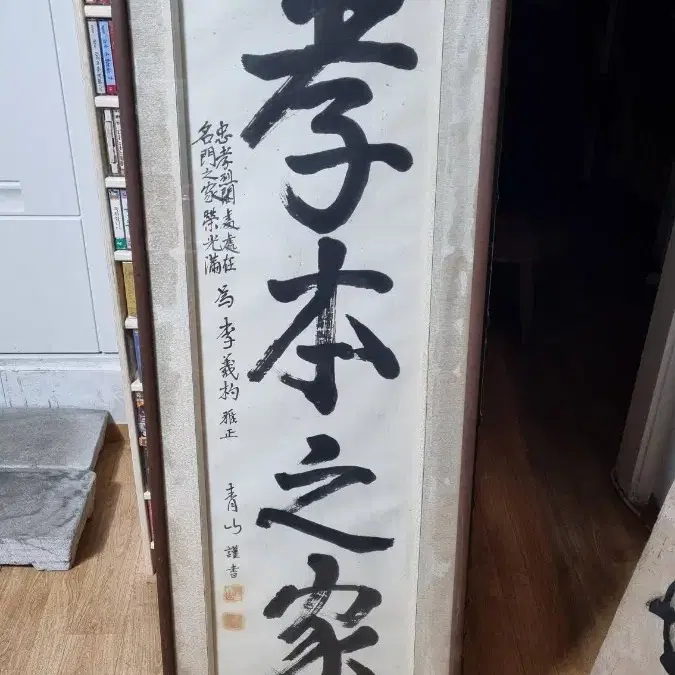 孝本之家
忠孝烈閣處處在
名門之家榮光滿
為李義杓雅正
青山謹書